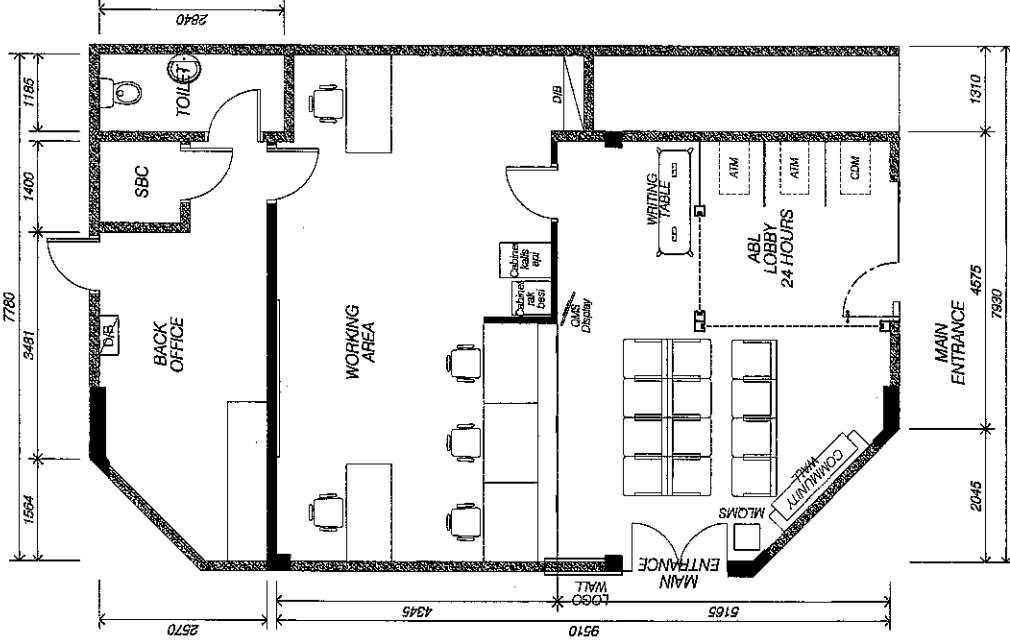 2840
7780
1185
1400
3481
1564
TOILET
SBC
D/B
BACK
OFFICE
WORKING
AREA
D/B
Cabinet
kalis
api
Cabinet
rak
besi
QMS
Display
WRITING
TABLE
ATM
ATM
CDM
ABL
LOBBY
24 HOURS
MLQMS
COMMUNITY
WALL
MAIN
ENTRANCE
LOGO
WALL
MAIN
ENTRANCE
1310
4575
7930
2045
2570
4345
5165
9510